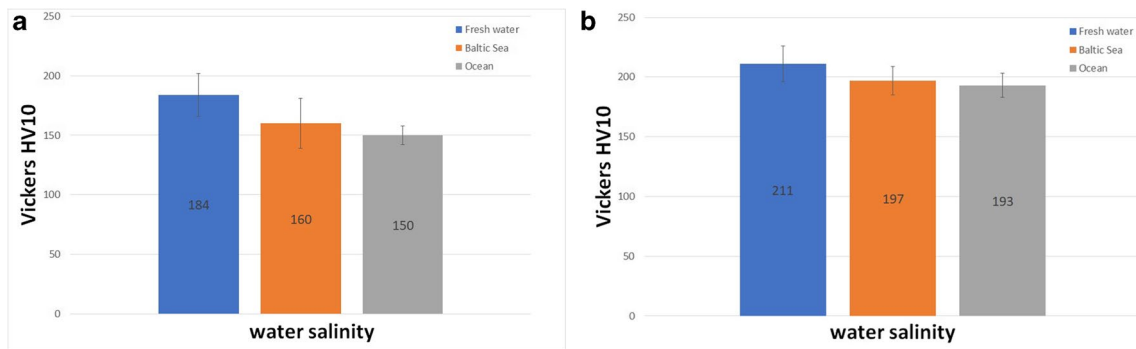 a
250
200
150
100
50
0
Vickers HV10
Fresh water
Baltic Sea
Ocean
184
160
150
water salinity
b
250
200
150
100
50
0
Vickers HV10
Fresh water
Baltic Sea
Ocean
211
197
193
water salinity